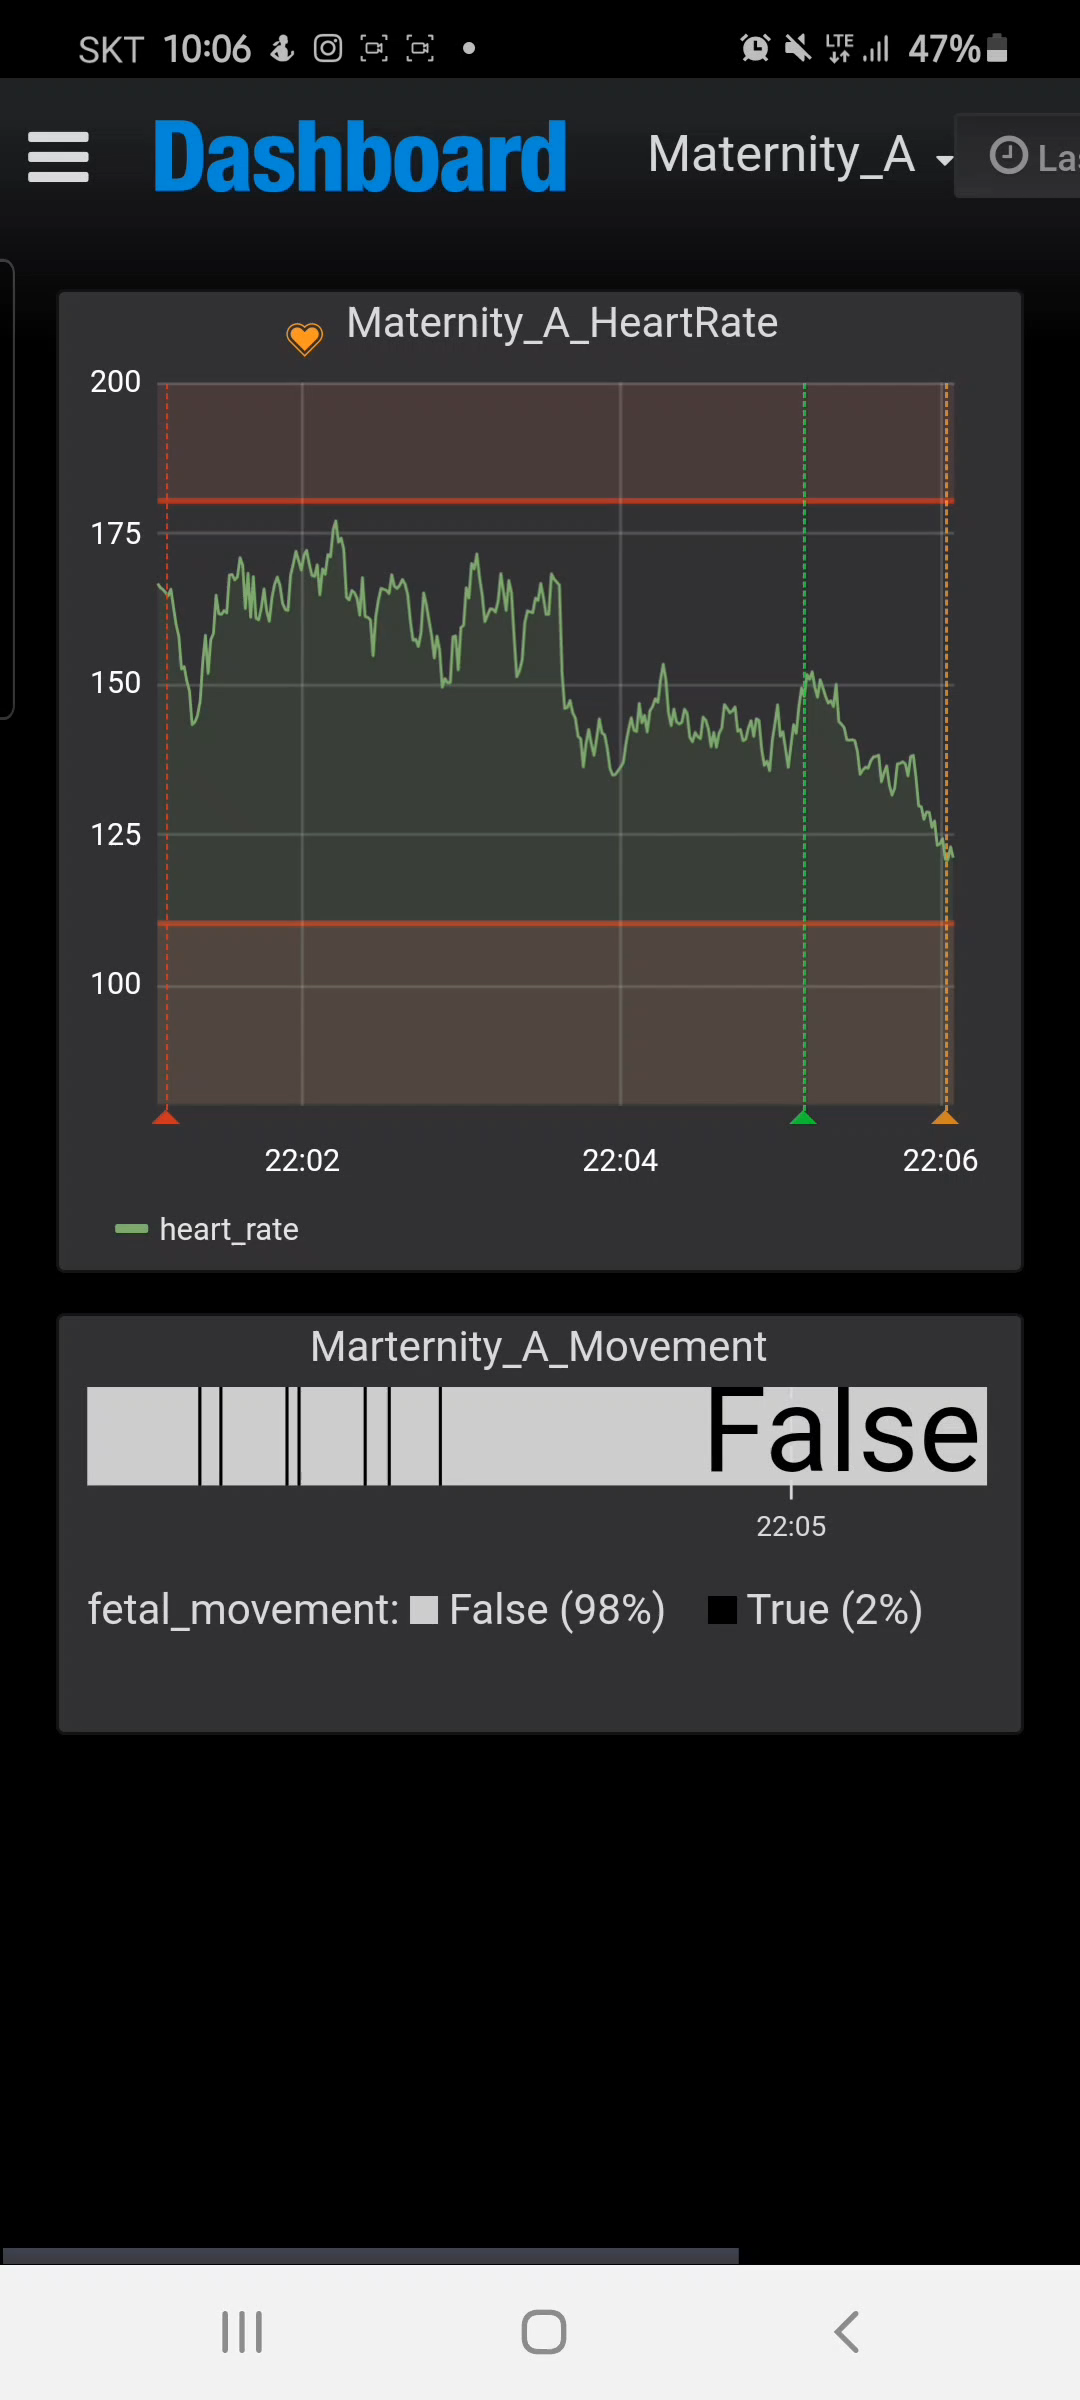 SKT 10:06 LTE 47%
Dashboard Maternity_A
Maternity_A_HeartRate
200
175
150
125
100
22:02 22:04 22:06
heart_rate
Marternity_A_Movement
False
22:05
fetal_movement: False (98%) True (2%)